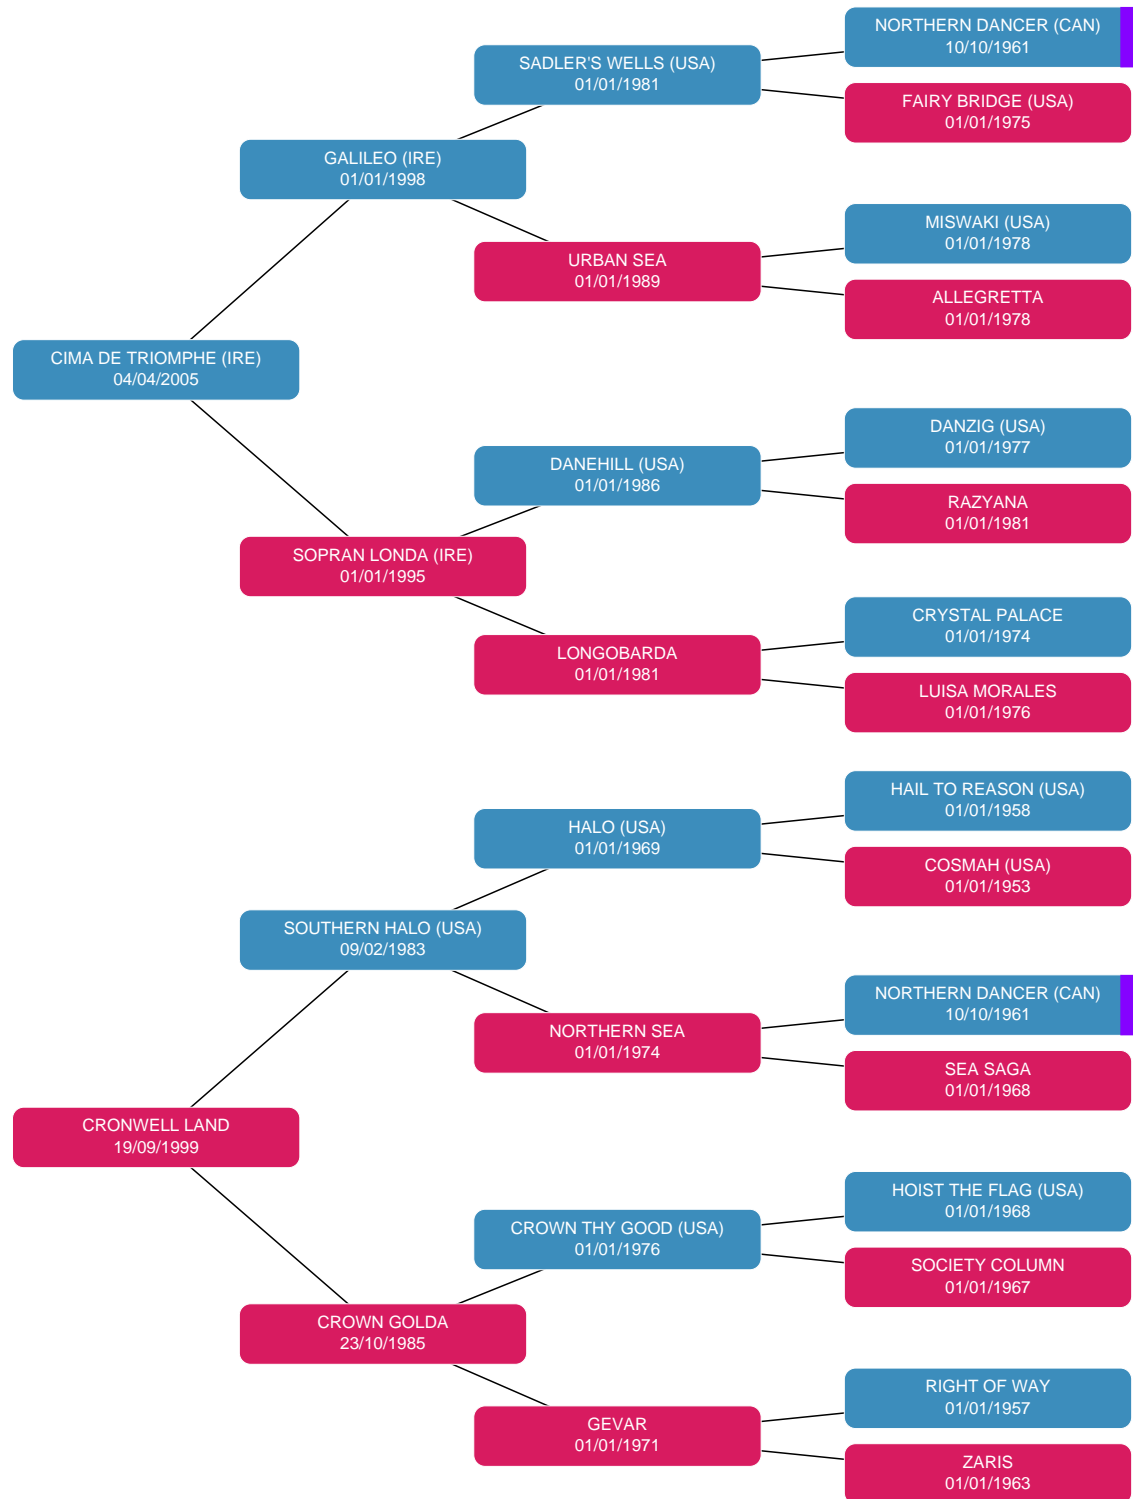 NORTHERN DANCER (CAN)
10/10/1961
SADLER'S WELLS (USA)
01/01/1981
FAIRY BRIDGE (USA)
01/01/1975
GALILEO (IRE)
01/01/1998
MISWAKI (USA)
01/01/1978
URBAN SEA
01/01/1989
ALLEGRETTA
01/01/1978
CIMA DE TRIOMPHE (IRE)
04/04/2005
DANZIG (USA)
01/01/1977
DANEHILL (USA)
01/01/1986
RAZYANA
01/01/1981
SOPRAN LONDA (IRE)
01/01/1995
CRYSTAL PALACE
01/01/1974
LONGOBARDA
01/01/1981
LUISA MORALES
01/01/1976
HAIL TO REASON (USA)
01/01/1958
HALO (USA)
01/01/1969
COSMAH (USA)
01/01/1953
SOUTHERN HALO (USA)
09/02/1983
NORTHERN DANCER (CAN)
10/10/1961
NORTHERN SEA
01/01/1974
SEA SAGA
01/01/1968
CRONWELL LAND
19/09/1999
HOIST THE FLAG (USA)
01/01/1968
CROWN THY GOOD (USA)
01/01/1976
SOCIETY COLUMN
01/01/1967
CROWN GOLDA
23/10/1985
RIGHT OF WAY
01/01/1957
GEVAR
01/01/1971
ZARIS
01/01/1963